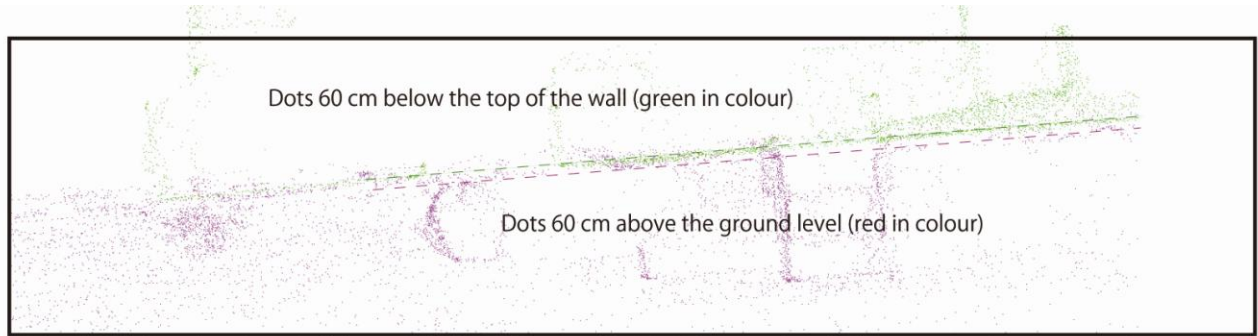 Dots 60 cm below the top of the wall (green in colour)
Dots 60 cm above the ground level (red in colour)